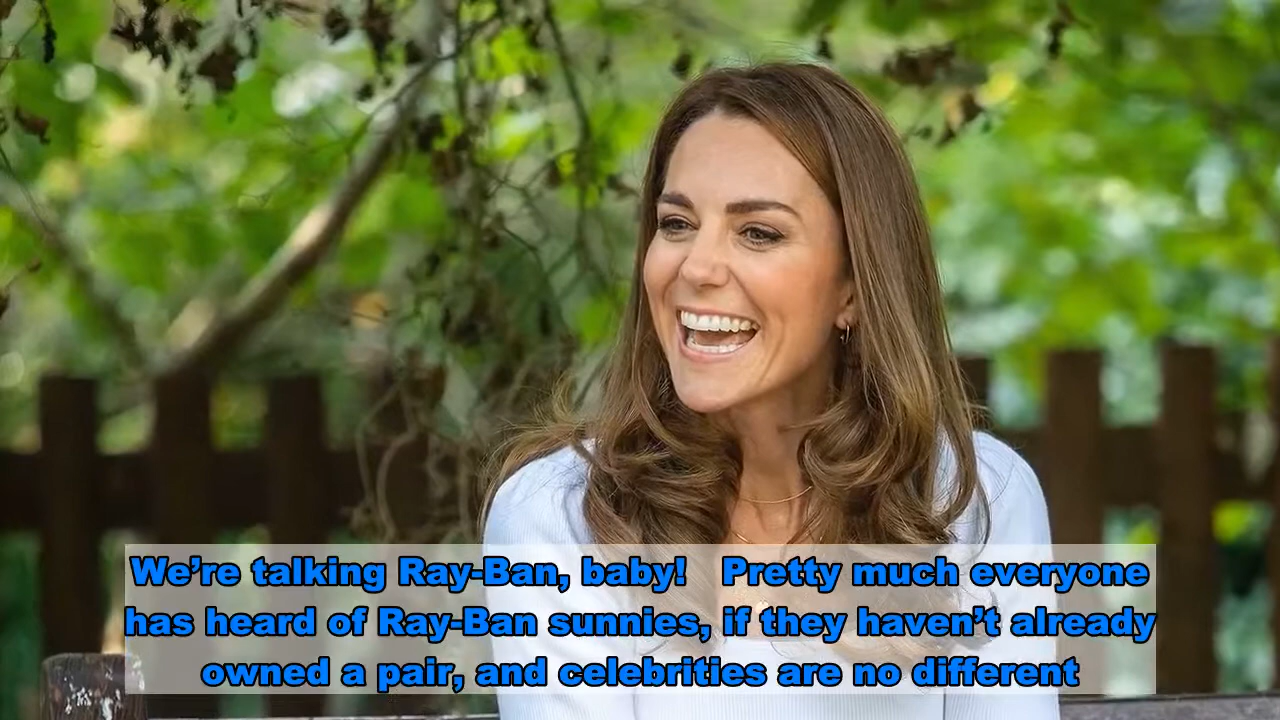 We’re talking Ray-Ban, baby!   Pretty much everyone
has heard of Ray-Ban sunnies, if they haven’t already
owned a pair, and celebrities are no different